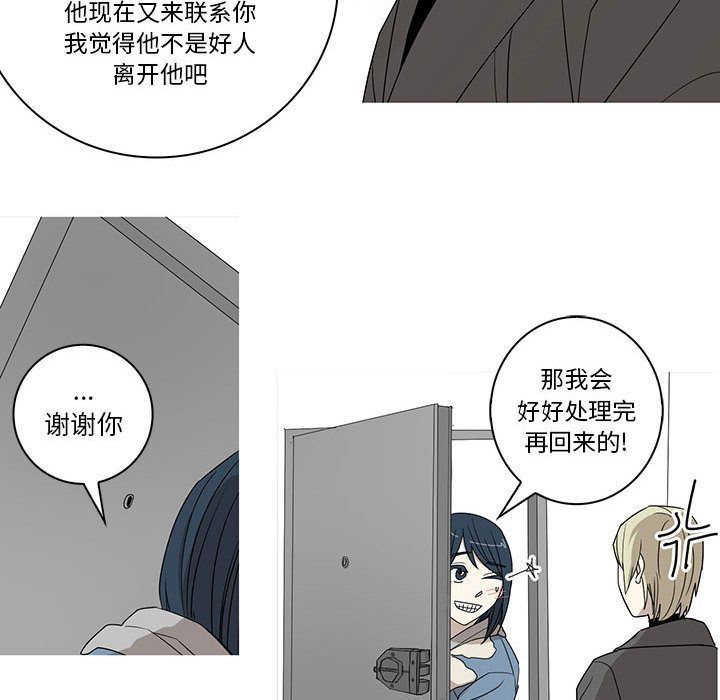 他现在又来联系你
我觉得他不是好人
离开他吧
...
谢谢你
那我会
好好处理完
再回来的!